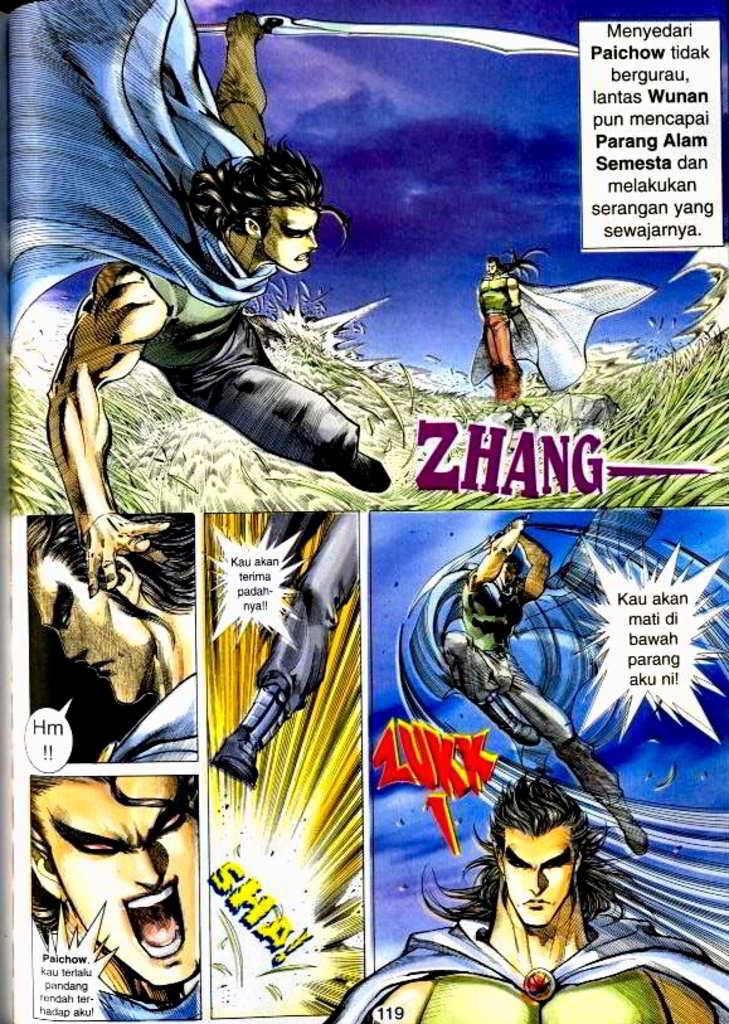 Menyedari
Paichow tidak
bergurau,
lantas Wunan
pun mencapai
Parang Alam
Semesta dan
melakukan
serangan yang
sewajarnya.
ZHANG
Hm
!!
Paichow,
kau terlalu
pandang
rendah ter-
hadap aku!
Kau akan
terima
padah-
nya!!
SHA!
Kau akan
mati di
bawah
parang
aku ni!
ZUKK
!
119